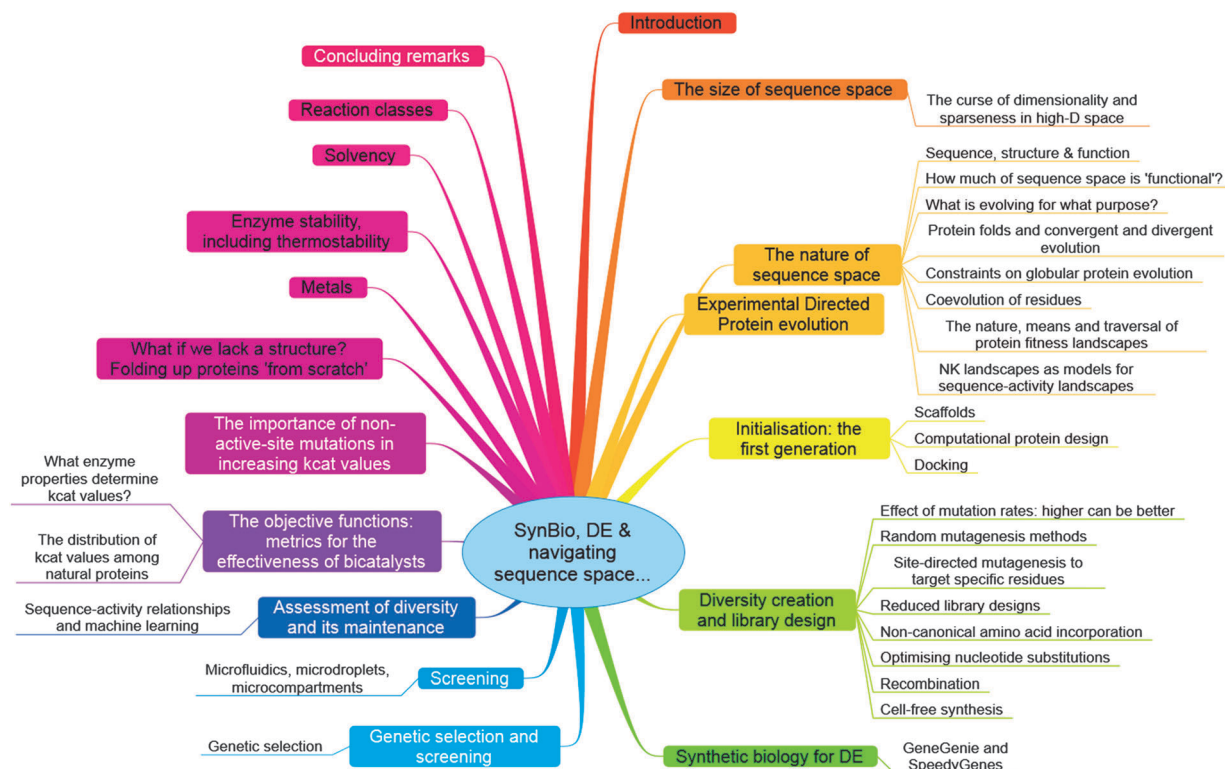 Introduction
Concluding remarks
The size of sequence space
The curse of dimensionality and
sparseness in high-D space
Reaction classes
Solvency
Sequence, structure & function
How much of sequence space is 'functional'?
What is evolving for what purpose?
Protein folds and convergent and divergent
evolution
Constraints on globular protein evolution
Coevolution of residues
The nature, means and traversal of
protein fitness landscapes
NK landscapes as models for
sequence-activity landscapes
The nature of
sequence space
Enzyme stability,
including thermostability
Metals
Experimental Directed
Protein evolution
What if we lack a structure?
Folding up proteins 'from scratch'
Initialisation: the
first generation
Scaffolds
Computational protein design
Docking
The importance of non-
active-site mutations in
increasing kcat values
What enzyme
properties determine
kcat values?
The distribution of
kcat values among
natural proteins
The objective functions:
metrics for the
effectiveness of bicatalysts
SynBio, DE &
navigating
sequence space...
Effect of mutation rates: higher can be better
Random mutagenesis methods
Site-directed mutagenesis to
target specific residues
Reduced library designs
Non-canonical amino acid incorporation
Optimising nucleotide substitutions
Recombination
Cell-free synthesis
Diversity creation
and library design
Sequence-activity relationships
and machine learning
Assessment of diversity
and its maintenance
Microfluidics, microdroplets,
microcompartments
Screening
Genetic selection
Genetic selection and
screening
Synthetic biology for DE
GeneGenie and
SpeedyGenes